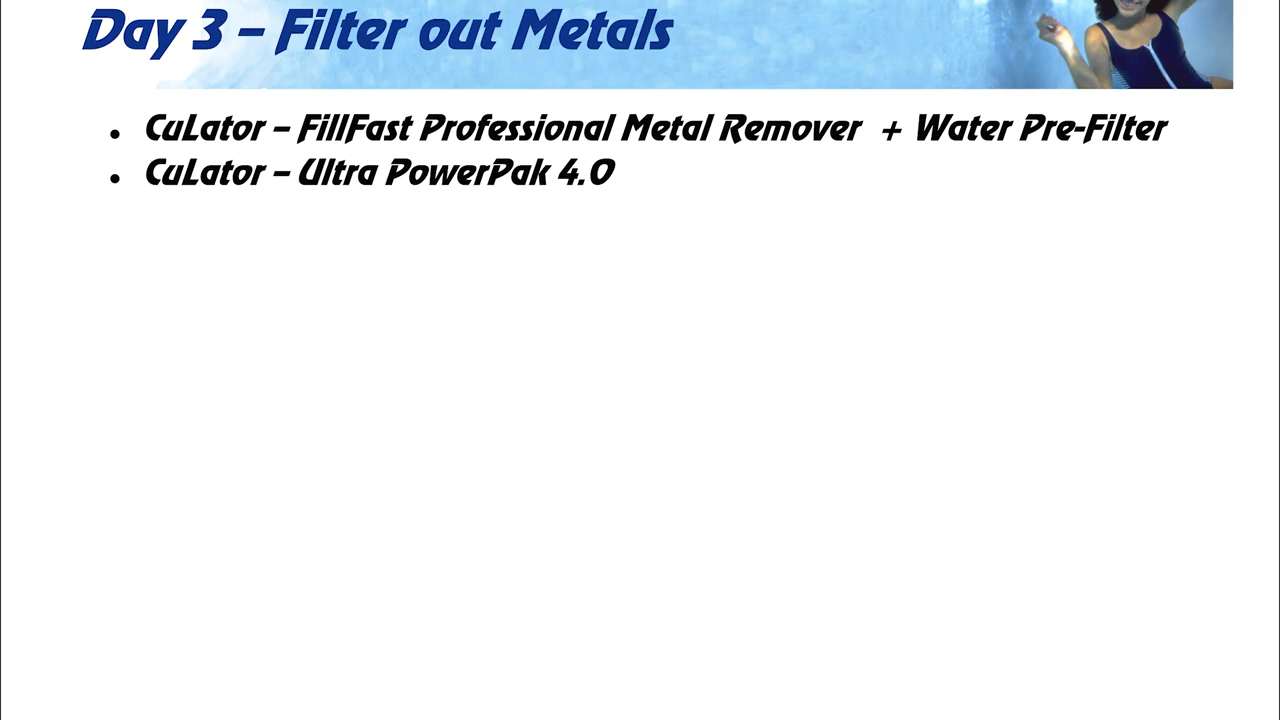 Day 3 – Filter out Metals
• CuLator – FillFast Professional Metal Remover + Water Pre-Filter
• CuLator – Ultra PowerPak 4.0